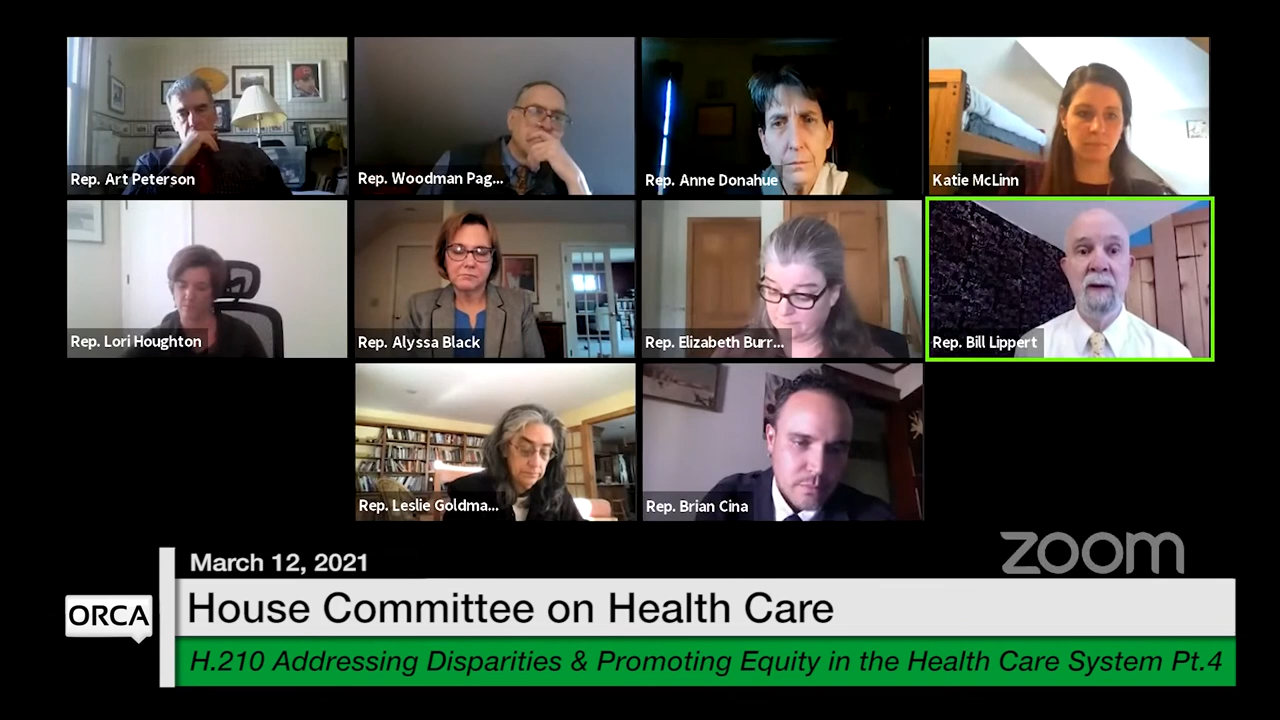 Rep. Art Peterson
Rep. Woodman Pag...
Rep. Anne Donahue
Katie McLinn
Rep. Lori Houghton
Rep. Alyssa Black
Rep. Elizabeth Burr...
Rep. Bill Lippert
Rep. Leslie Goldma...
Rep. Brian Cina
zoom
March 12, 2021
ORCA
House Committee on Health Care
H.210 Addressing Disparities & Promoting Equity in the Health Care System Pt.4